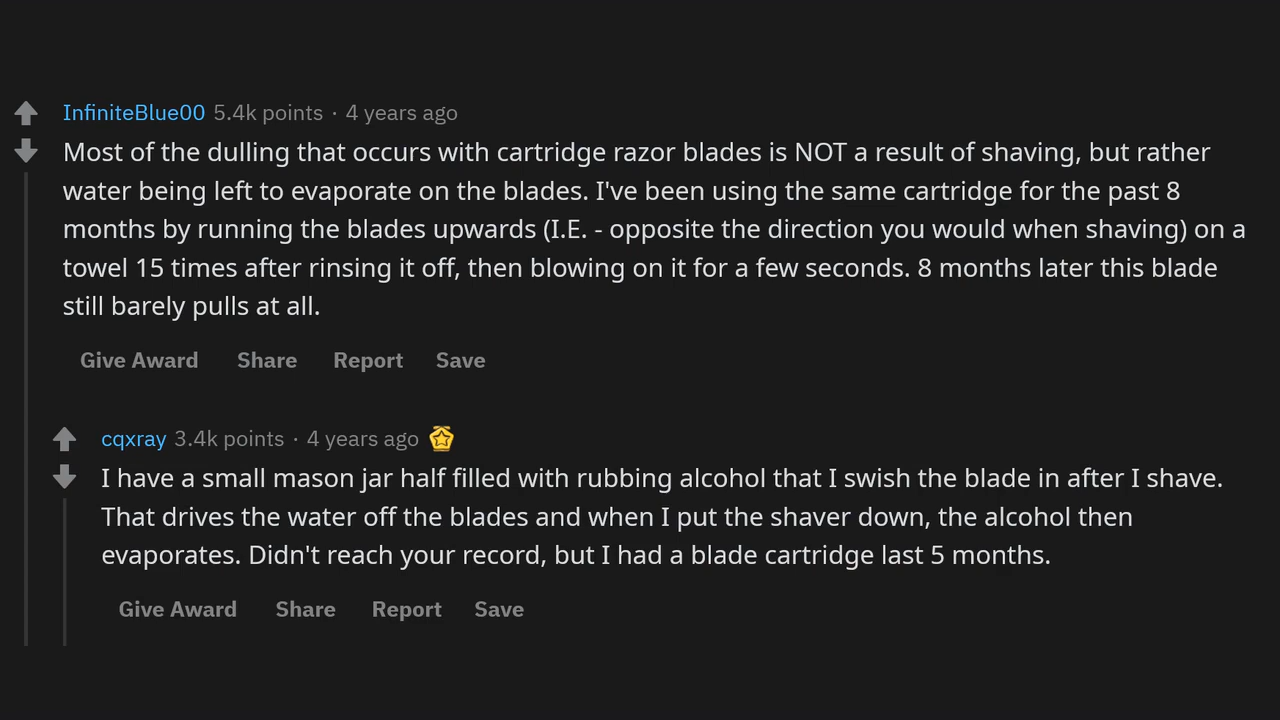 InfiniteBlue00 5.4k points · 4 years ago
Most of the dulling that occurs with cartridge razor blades is NOT a result of shaving, but rather
water being left to evaporate on the blades. I've been using the same cartridge for the past 8
months by running the blades upwards (I.E. - opposite the direction you would when shaving) on a
towel 15 times after rinsing it off, then blowing on it for a few seconds. 8 months later this blade
still barely pulls at all.
Give Award Share Report Save
cqxray 3.4k points · 4 years ago
I have a small mason jar half filled with rubbing alcohol that I swish the blade in after I shave.
That drives the water off the blades and when I put the shaver down, the alcohol then
evaporates. Didn't reach your record, but I had a blade cartridge last 5 months.
Give Award Share Report Save